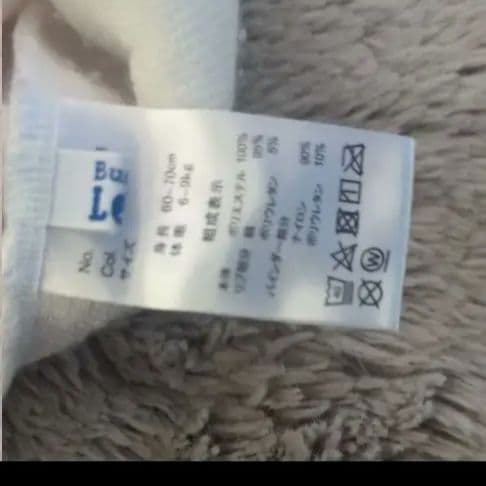 No.
Col
サイズ
身長 60~70cm
体重 6~9kg
組成表示
本体 ポリエステル 100%
リブ部分 綿 95%
ポリウレタン 5%
バインダー部分
ナイロン 90%
ポリウレタン 10%
W